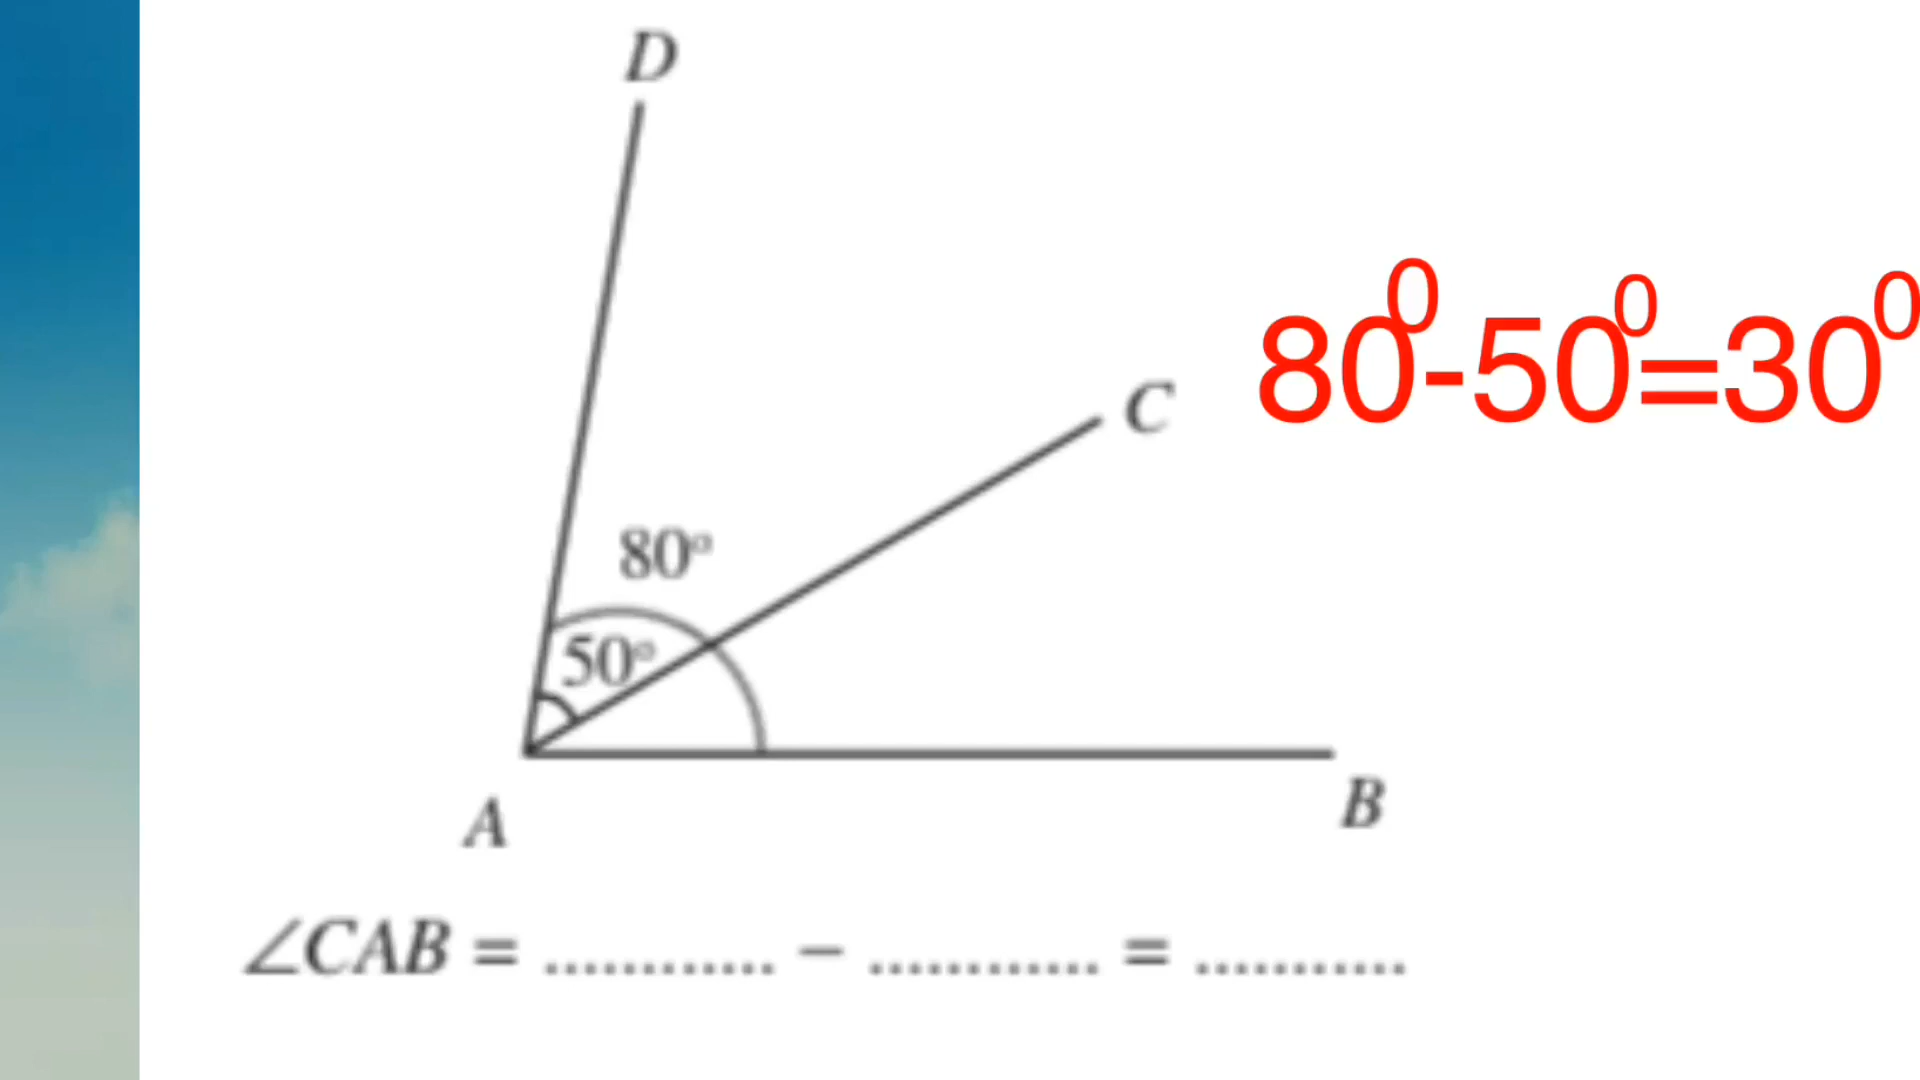 D
80⁰-50⁰=30⁰
C
80°
50°
A
B
∠CAB = ............ − ............ = ...........